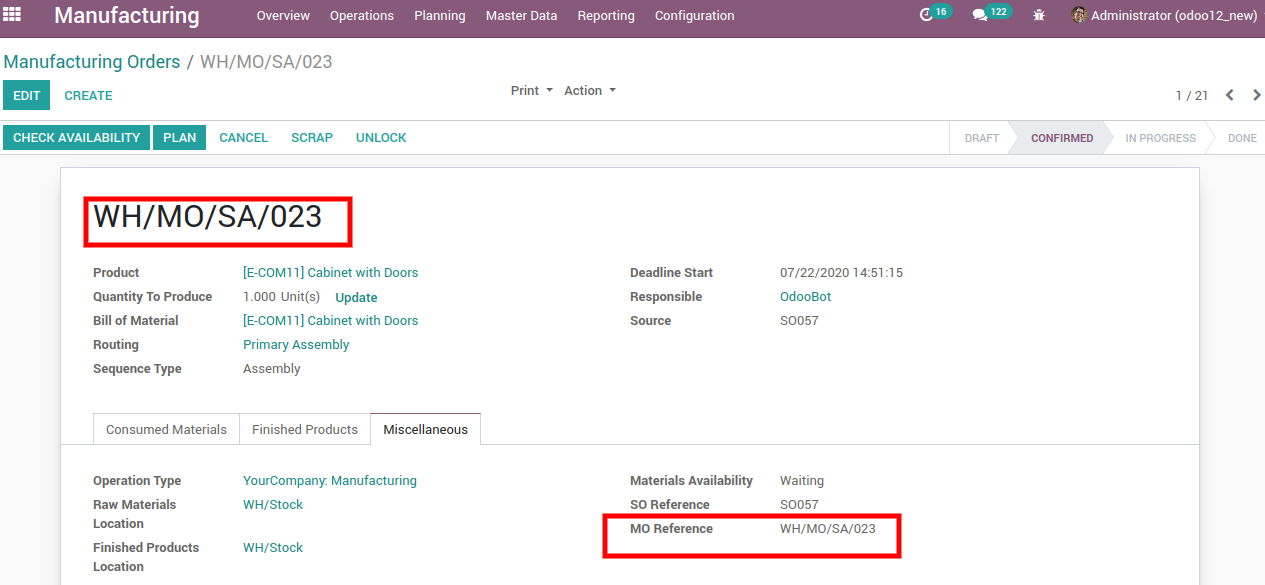 Manufacturing Overview Operations Planning Master Data Reporting Configuration 16 122 Administrator (odoo12_new)
Manufacturing Orders / WH/MO/SA/023
EDIT CREATE Print Action 1 / 21
CHECK AVAILABILITY PLAN CANCEL SCRAP UNLOCK DRAFT CONFIRMED IN PROGRESS DONE
WH/MO/SA/023
Product [E-COM11] Cabinet with Doors Deadline Start 07/22/2020 14:51:15
Quantity To Produce 1.000 Unit(s) Update Responsible OdooBot
Bill of Material [E-COM11] Cabinet with Doors Source SO057
Routing Primary Assembly
Sequence Type Assembly
Consumed Materials Finished Products Miscellaneous
Operation Type YourCompany: Manufacturing Materials Availability Waiting
Raw Materials WH/Stock SO Reference SO057
Location MO Reference WH/MO/SA/023
Finished Products WH/Stock
Location